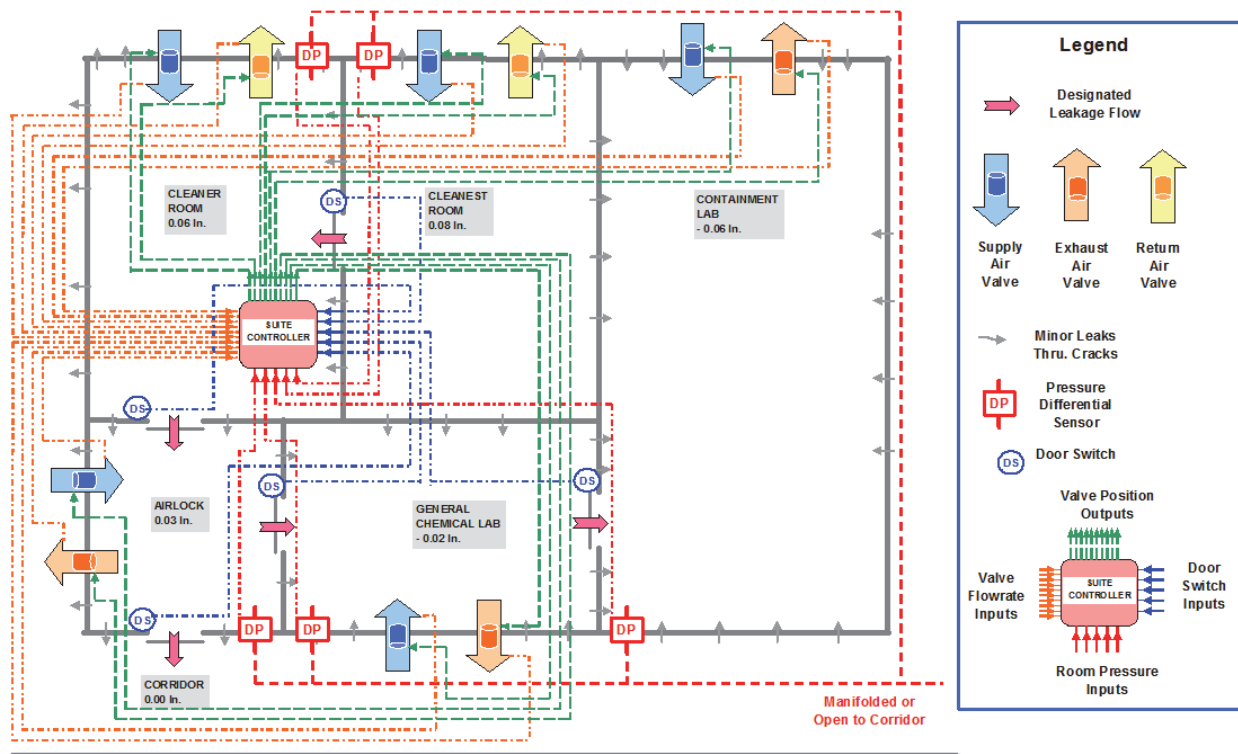 DP
DP
CLEANER
ROOM
0.06 In.
DS
CLEANEST
ROOM
0.08 In.
CONTAINMENT
LAB
- 0.06 In.
SUITE
CONTROLLER
DS
AIRLOCK
0.03 In.
DS
GENERAL
CHEMICAL LAB
- 0.02 In.
DS
DS
DP
DP
DP
CORRIDOR
0.00 In.
Manifolded or
Open to Corridor
Legend
Designated
Leakage Flow
Supply
Air
Valve
Exhaust
Air
Valve
Return
Air
Valve
Minor Leaks
Thru. Cracks
DP
Pressure
Differential
Sensor
DS
Door Switch
Valve Position
Outputs
Valve
Flowrate
Inputs
SUITE
CONTROLLER
Door
Switch
Inputs
Room Pressure
Inputs